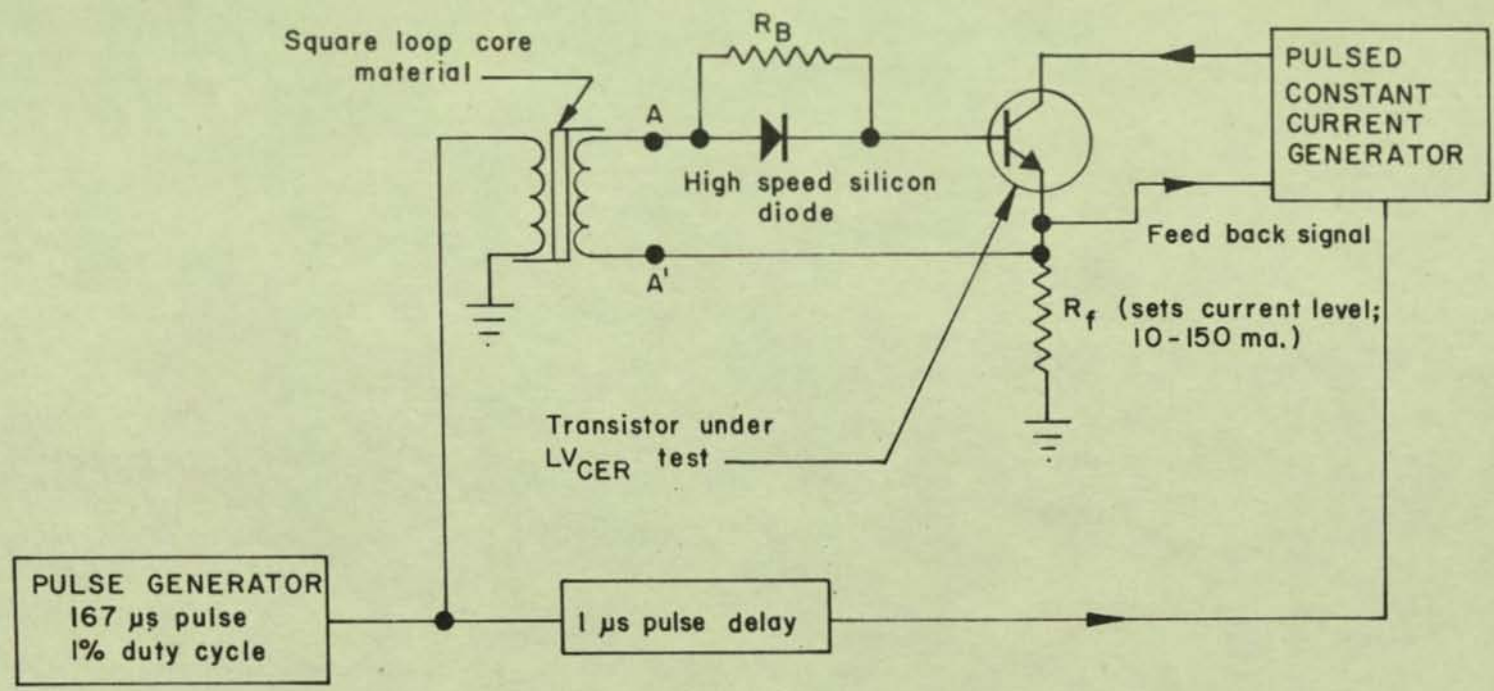 R_B
Square loop core
material
A
High speed silicon
diode
A'
PULSED
CONSTANT
CURRENT
GENERATOR
Feed back signal
R_f (sets current level;
10-150 ma.)
Transistor under
LV_CER test
PULSE GENERATOR
167 µs pulse
1% duty cycle
1 µs pulse delay